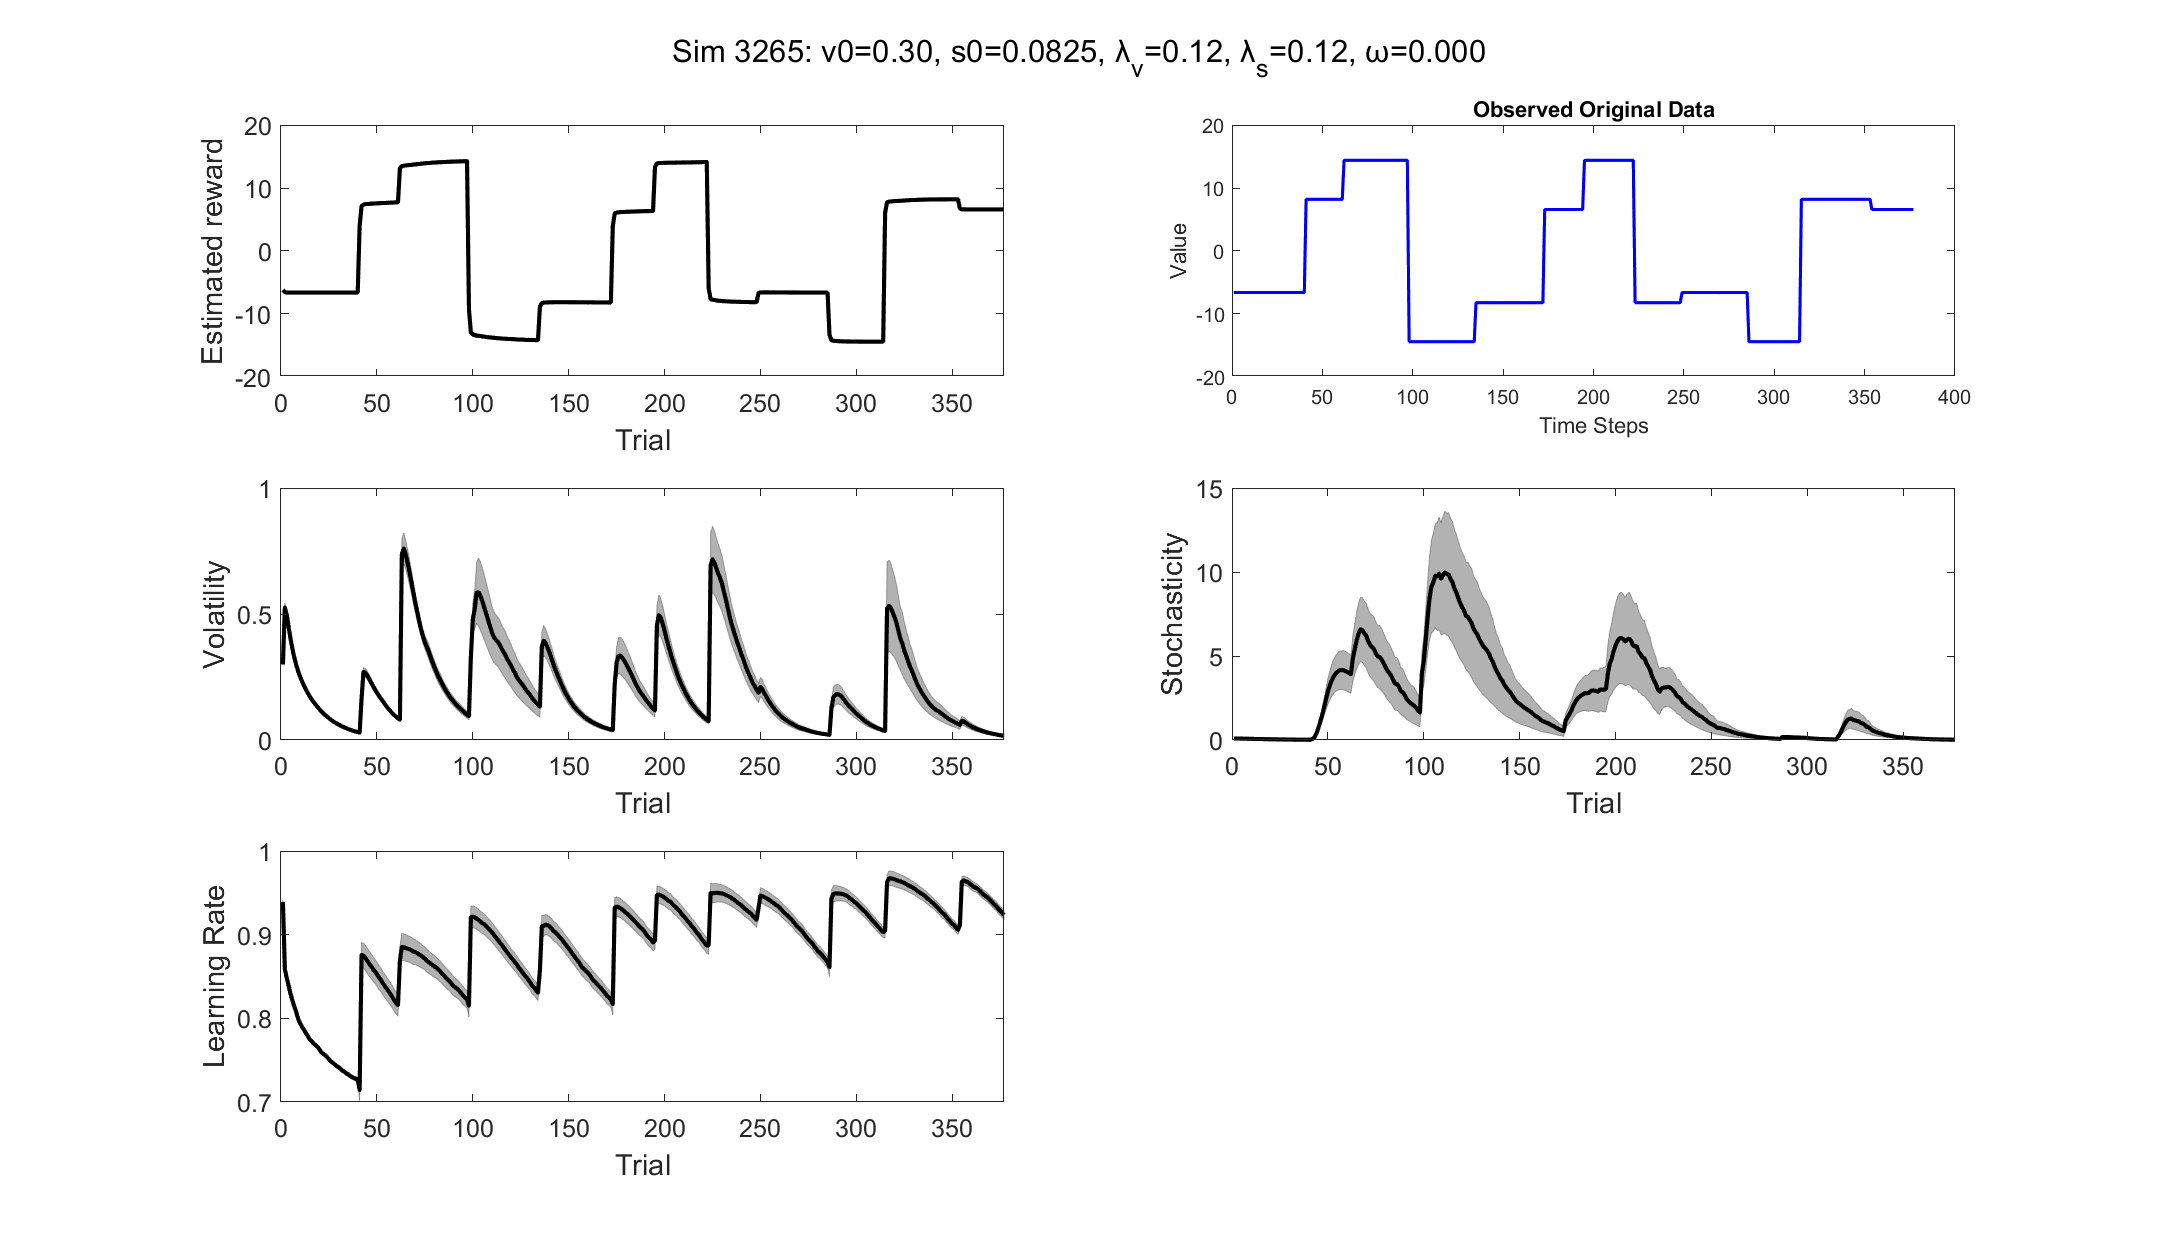 Sim 3265: v0=0.30, s0=0.0825, λv=0.12, λs=0.12, ω=0.000
Estimated reward
20
10
0
-10
-20
0 50 100 150 200 250 300 350
Trial
Observed Original Data
Value
20
10
0
-10
-20
0 50 100 150 200 250 300 350 400
Time Steps
Volatility
1
0.5
0
0 50 100 150 200 250 300 350
Trial
Stochasticity
15
10
5
0
0 50 100 150 200 250 300 350
Trial
Learning Rate
1
0.9
0.8
0.7
0 50 100 150 200 250 300 350
Trial